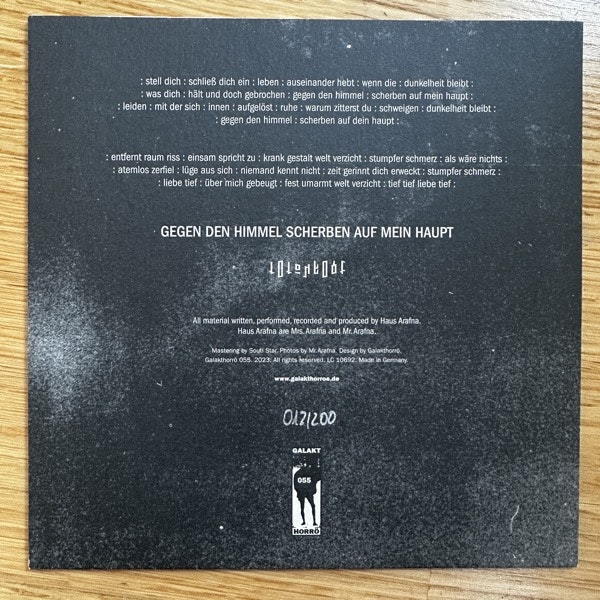 : stell dich : schließ dich ein : leben : auseinander hebt : wenn die : dunkelheit bleibt :
: was dich : hält und doch gebrochen : gegen den himmel : scherben auf mein haupt :
: leiden : mit der sich : innen : aufgelöst : ruhe : warum zitterst du : schweigen : dunkelheit bleibt :
: gegen den himmel : scherben auf dein haupt :
: entfernt raum riss : einsam spricht zu : krank gestalt welt verzicht : stumpfer schmerz : als wäre nichts :
: atemlos zerfiel : lüge aus sich : niemand kennt nicht : zeit gerinnt dich erweckt : stumpfer schmerz :
: liebe tief : über mich gebeugt : fest umarmt welt verzicht : tief tief liebe tief :
GEGEN DEN HIMMEL SCHERBEN AUF MEIN HAUPT
All material written, performed, recorded and produced by Haus Arafna.
Haus Arafna are Mrs. Arafna and Mr. Arafna.
Mastering by Souti Star. Photos by Mr. Arafna. Design by Galakthorrö.
Galakthorrö 055. 2023. All rights reserved. LC 10692. Made in Germany.
www.galakthorroe.de
012/200
GALAKT
055
HORRÖ